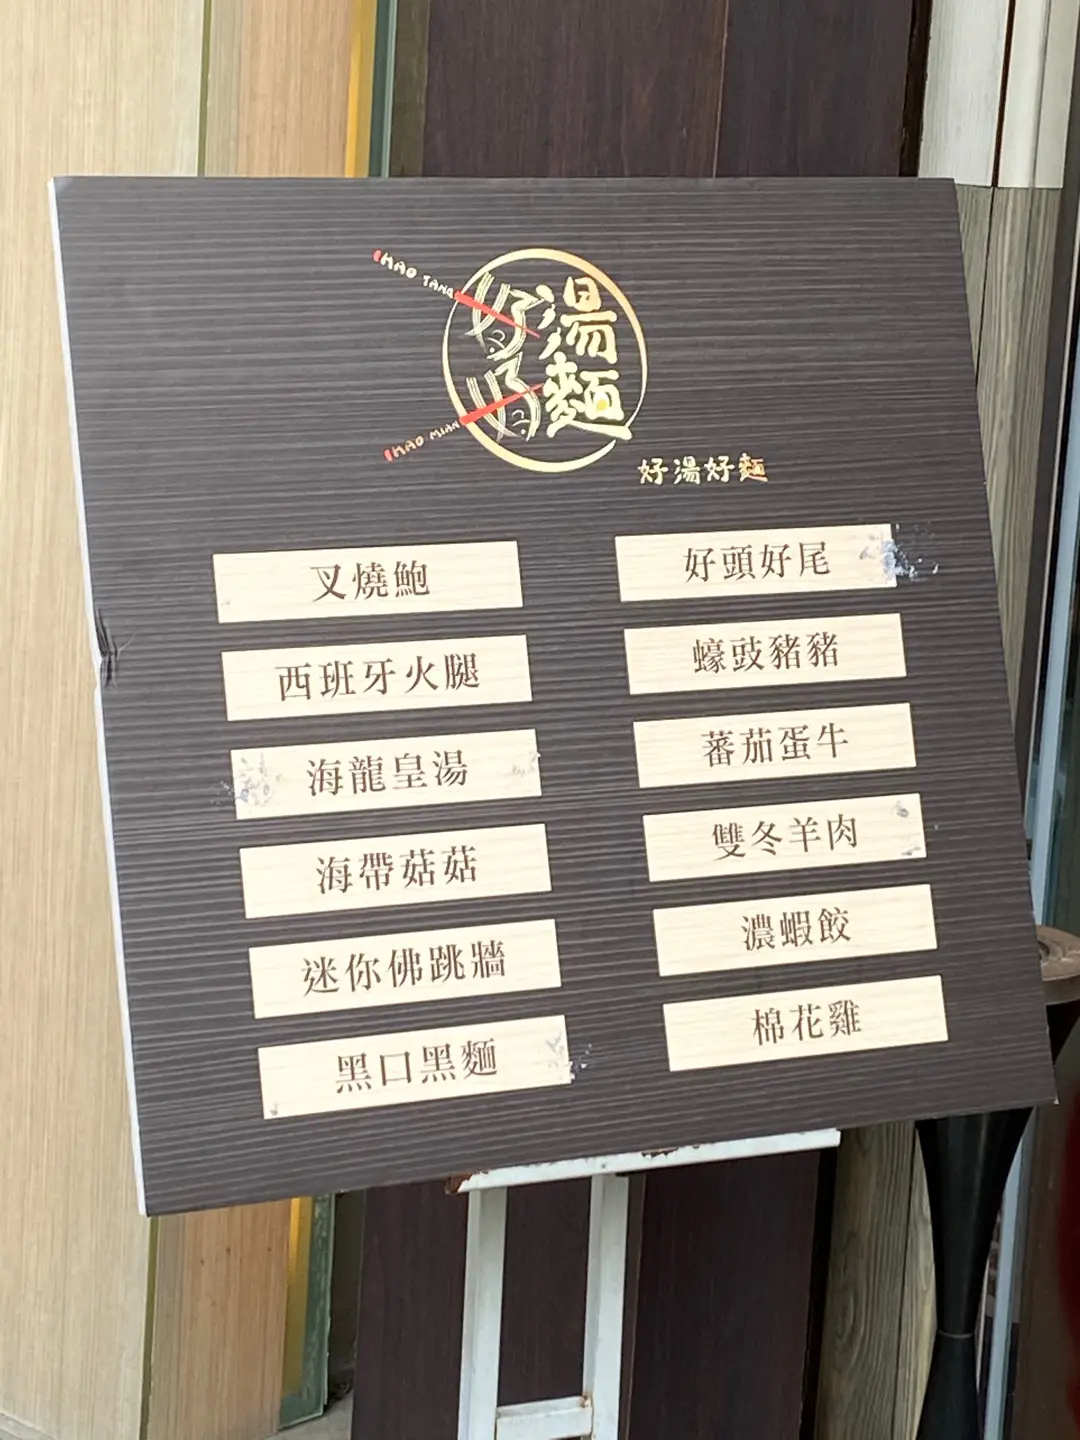 HAO TANG
好湯
好麵
HAO MIAN
好湯好麵
叉燒鮑
西班牙火腿
海龍皇湯
海帶菇菇
迷你佛跳牆
黑口黑麵
好頭好尾
蠔豉豬豬
蕃茄蛋牛
雙冬羊肉
濃蝦餃
棉花雞